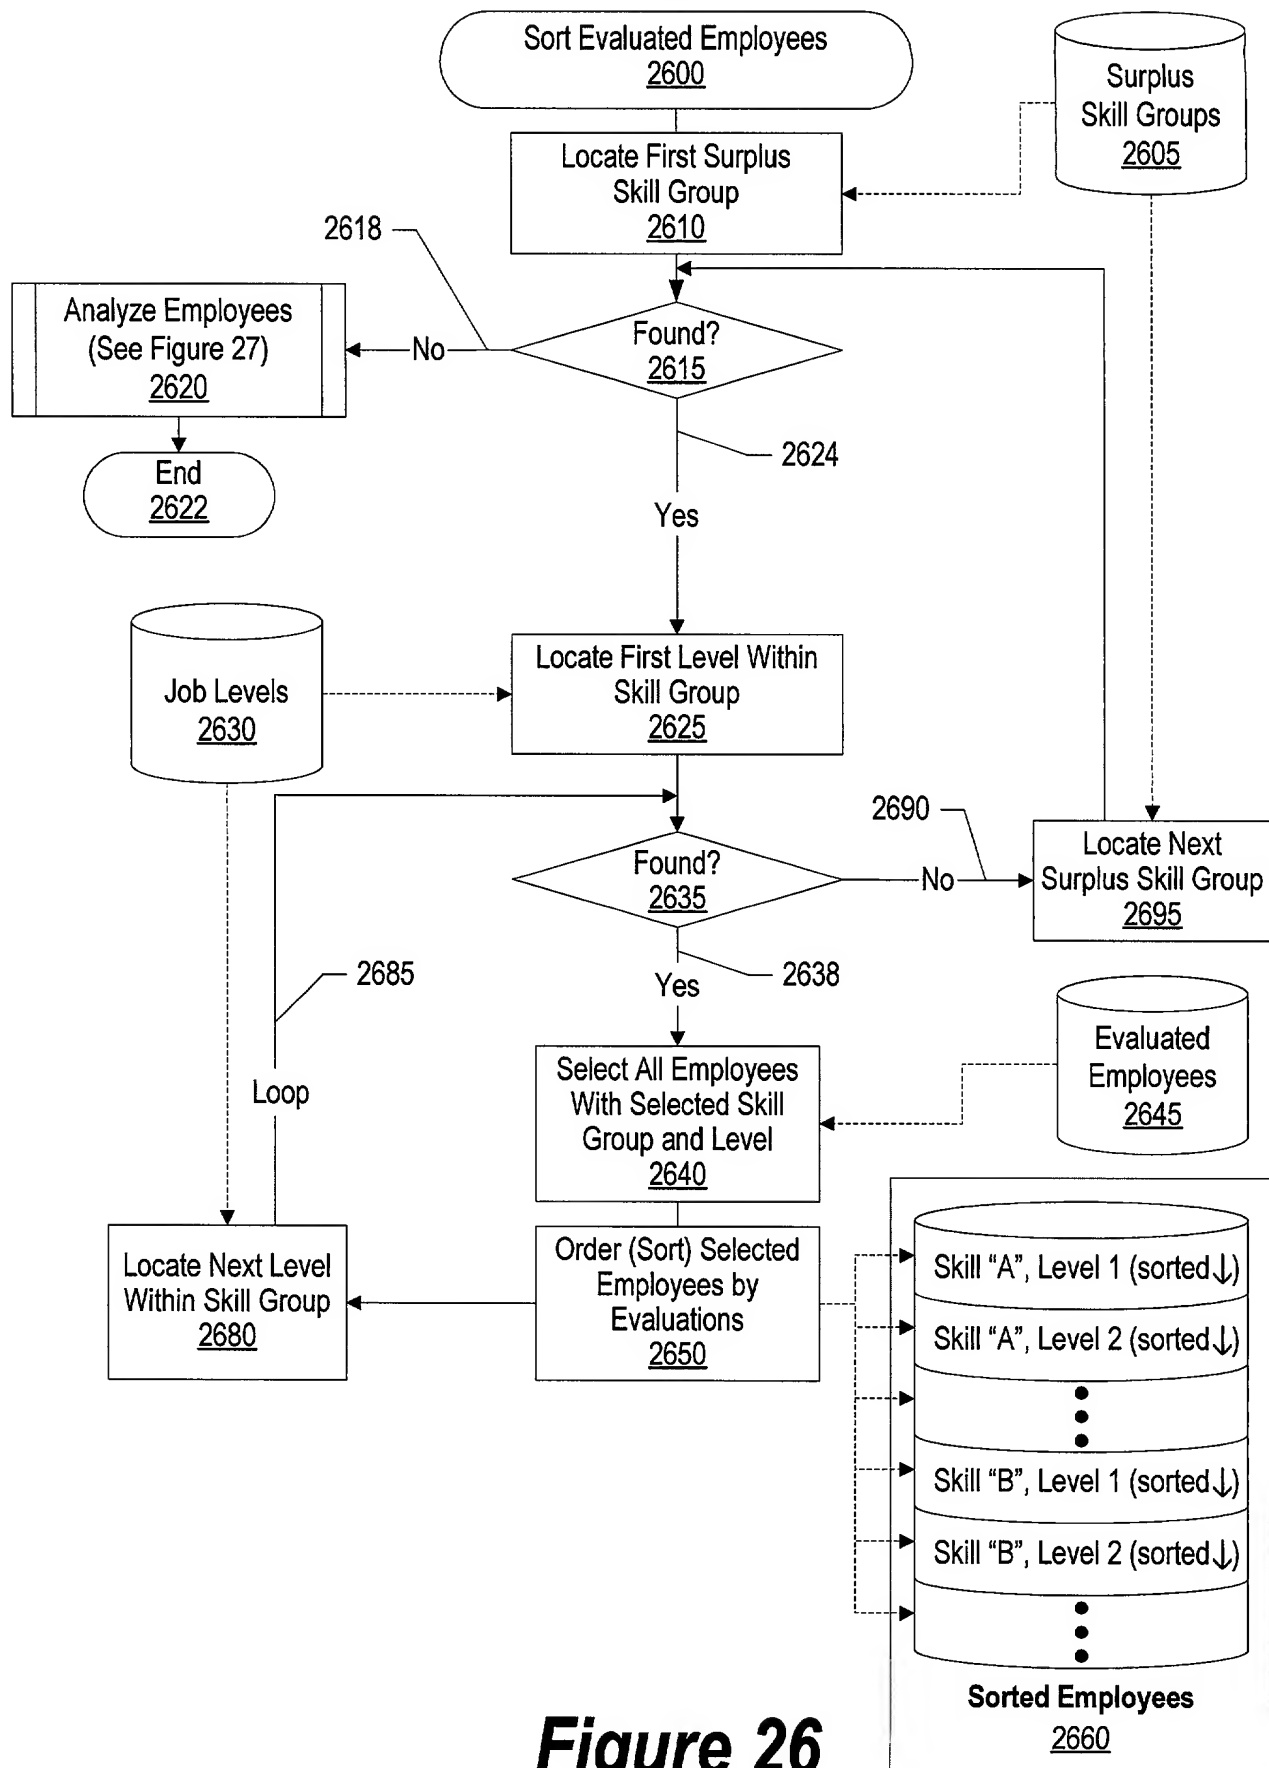 Sort Evaluated Employees
2600
Surplus
Skill Groups
2605
Locate First Surplus
Skill Group
2610
2618
Analyze Employees
(See Figure 27)
2620
No
Found?
2615
End
2622
2624
Yes
Job Levels
2630
Locate First Level Within
Skill Group
2625
2690
Found?
2635
No
Locate Next
Surplus Skill Group
2695
2685
2638
Yes
Loop
Select All Employees
With Selected Skill
Group and Level
2640
Evaluated
Employees
2645
Locate Next Level
Within Skill Group
2680
Order (Sort) Selected
Employees by
Evaluations
2650
Skill “A”, Level 1 (sorted↓)
Skill “A”, Level 2 (sorted↓)
Skill “B”, Level 1 (sorted↓)
Skill “B”, Level 2 (sorted↓)
Sorted Employees
2660
Figure 26